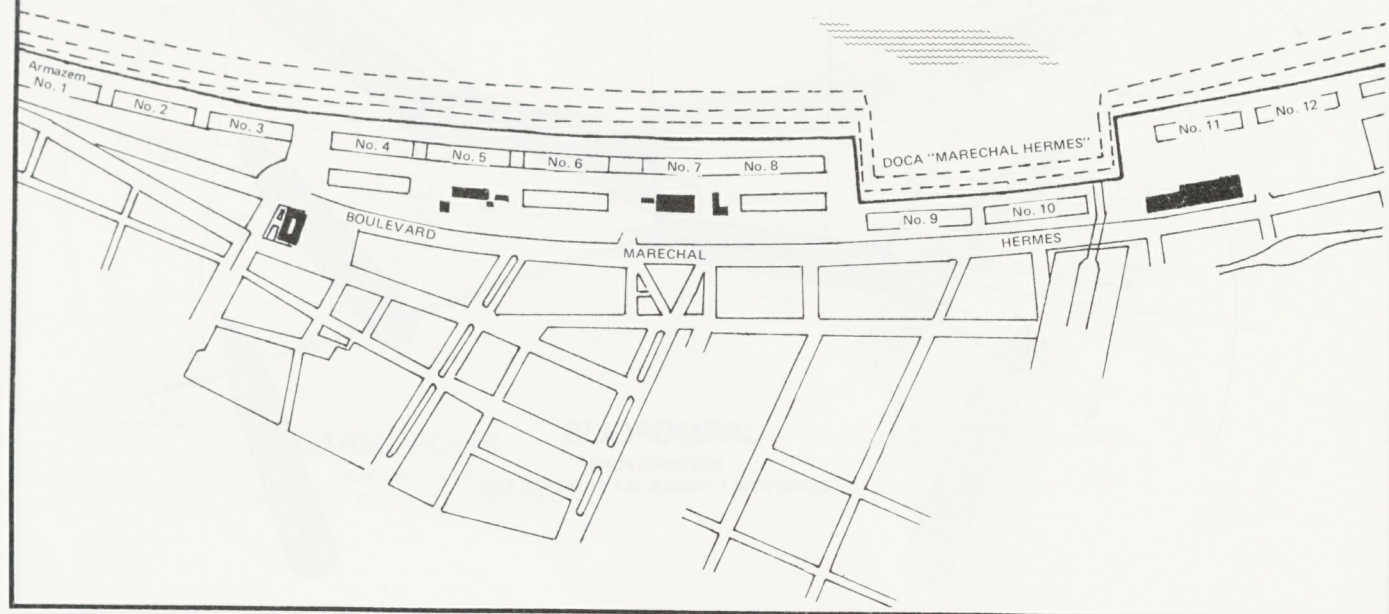 Armazem
No. 1
No. 2
No. 3
No. 4
No. 5
No. 6
No. 7
No. 8
DOCA "MARECHAL HERMES"
No. 9
No. 10
No. 11
No. 12
BOULEVARD
MARECHAL
HERMES